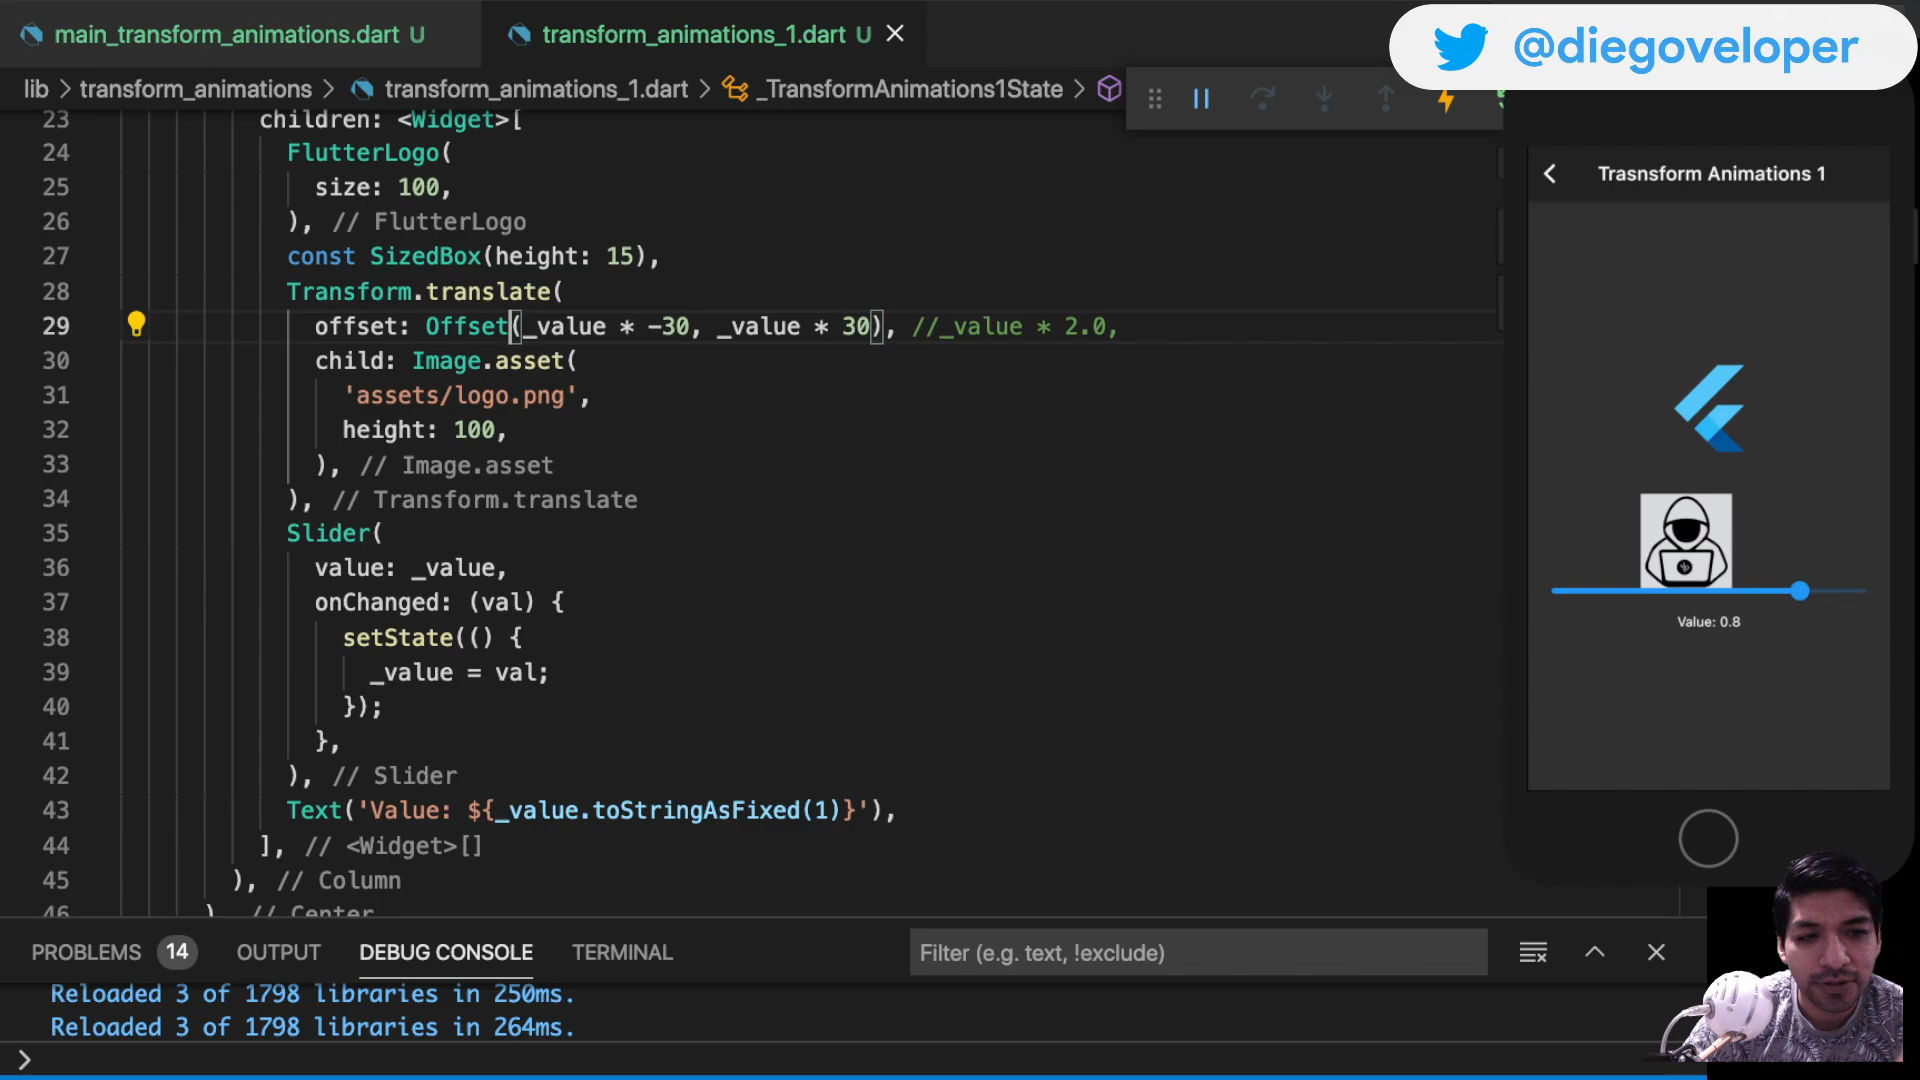 main_transform_animations.dart U
transform_animations_1.dart U
@diegoveloper
lib > transform_animations > transform_animations_1.dart > _TransformAnimations1State >
23 children: <Widget>[
24 FlutterLogo(
25 size: 100,
26 ), // FlutterLogo
27 const SizedBox(height: 15),
28 Transform.translate(
29 offset: Offset(_value * -30, _value * 30), //_value * 2.0,
30 child: Image.asset(
31 'assets/logo.png',
32 height: 100,
33 ), // Image.asset
34 ), // Transform.translate
35 Slider(
36 value: _value,
37 onChanged: (val) {
38 setState(() {
39 _value = val;
40 });
41 },
42 ), // Slider
43 Text('Value: ${_value.toStringAsFixed(1)}'),
44 ], // <Widget>[]
45 ), // Column
46 ) // Center
Trasnsform Animations 1
Value: 0.8
PROBLEMS 14 OUTPUT DEBUG CONSOLE TERMINAL
Filter (e.g. text, !exclude)
Reloaded 3 of 1798 libraries in 250ms.
Reloaded 3 of 1798 libraries in 264ms.
>